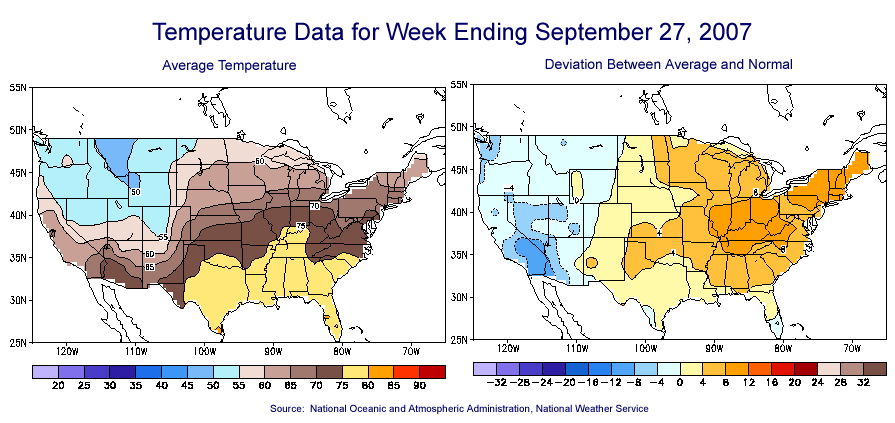 Temperature Data for Week Ending September 27, 2007
Average Temperature
Deviation Between Average and Normal
55N
50N
45N
40N
35N
30N
25N
120W 110W 100W 90W 80W 70W
60
50
70
75
55
60
65
20 25 30 35 40 45 50 55 60 65 70 75 80 85 90
55N
50N
45N
40N
35N
30N
25N
120W 110W 100W 90W 80W 70W
-4
8
4
4
-32 -28 -24 -20 -16 -12 -8 -4 0 4 8 12 16 20 24 28 32
Source: National Oceanic and Atmospheric Administration, National Weather Service